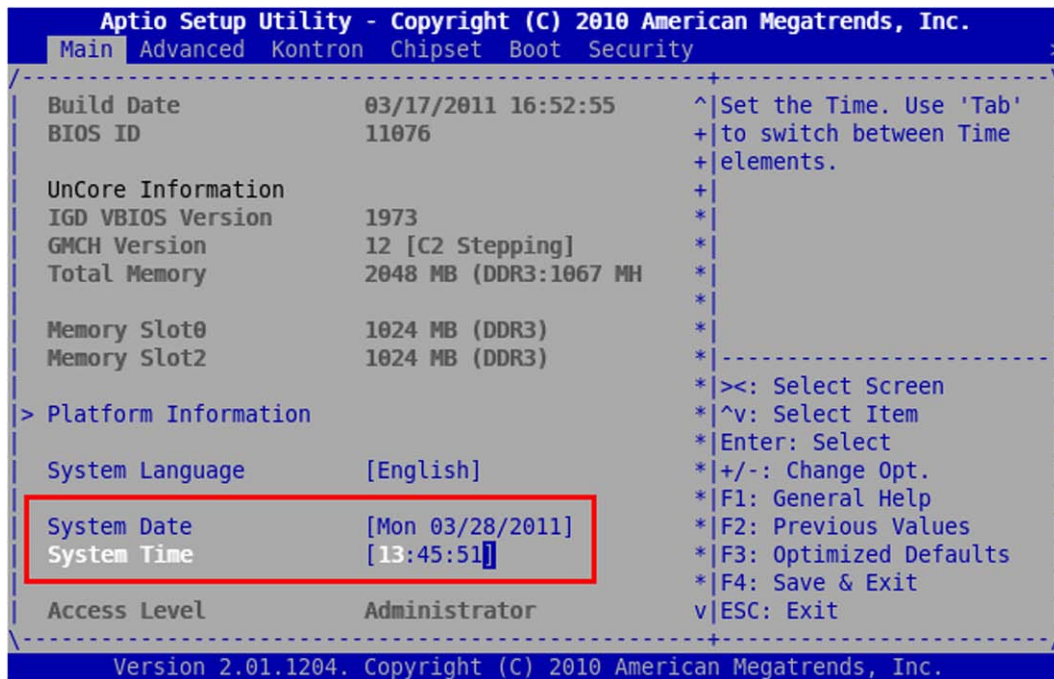 Aptio Setup Utility - Copyright (C) 2010 American Megatrends, Inc.
Main Advanced Kontron Chipset Boot Security
Build Date 03/17/2011 16:52:55
BIOS ID 11076
UnCore Information
IGD VBIOS Version 1973
GMCH Version 12 [C2 Stepping]
Total Memory 2048 MB (DDR3:1067 MH
Memory Slot0 1024 MB (DDR3)
Memory Slot2 1024 MB (DDR3)
> Platform Information
System Language [English]
System Date [Mon 03/28/2011]
System Time [13:45:51]
Access Level Administrator
Set the Time. Use 'Tab'
to switch between Time
elements.
><: Select Screen
^v: Select Item
Enter: Select
+/-: Change Opt.
F1: General Help
F2: Previous Values
F3: Optimized Defaults
F4: Save & Exit
ESC: Exit
Version 2.01.1204. Copyright (C) 2010 American Megatrends, Inc.